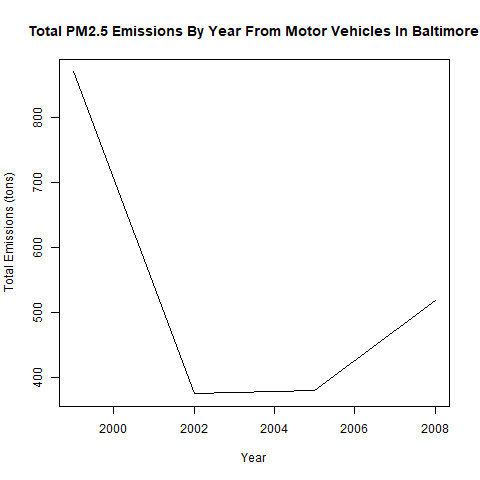 Total PM2.5 Emissions By Year From Motor Vehicles In Baltimore
Total Emissions (tons)
800
700
600
500
400
2000 2002 2004 2006 2008
Year